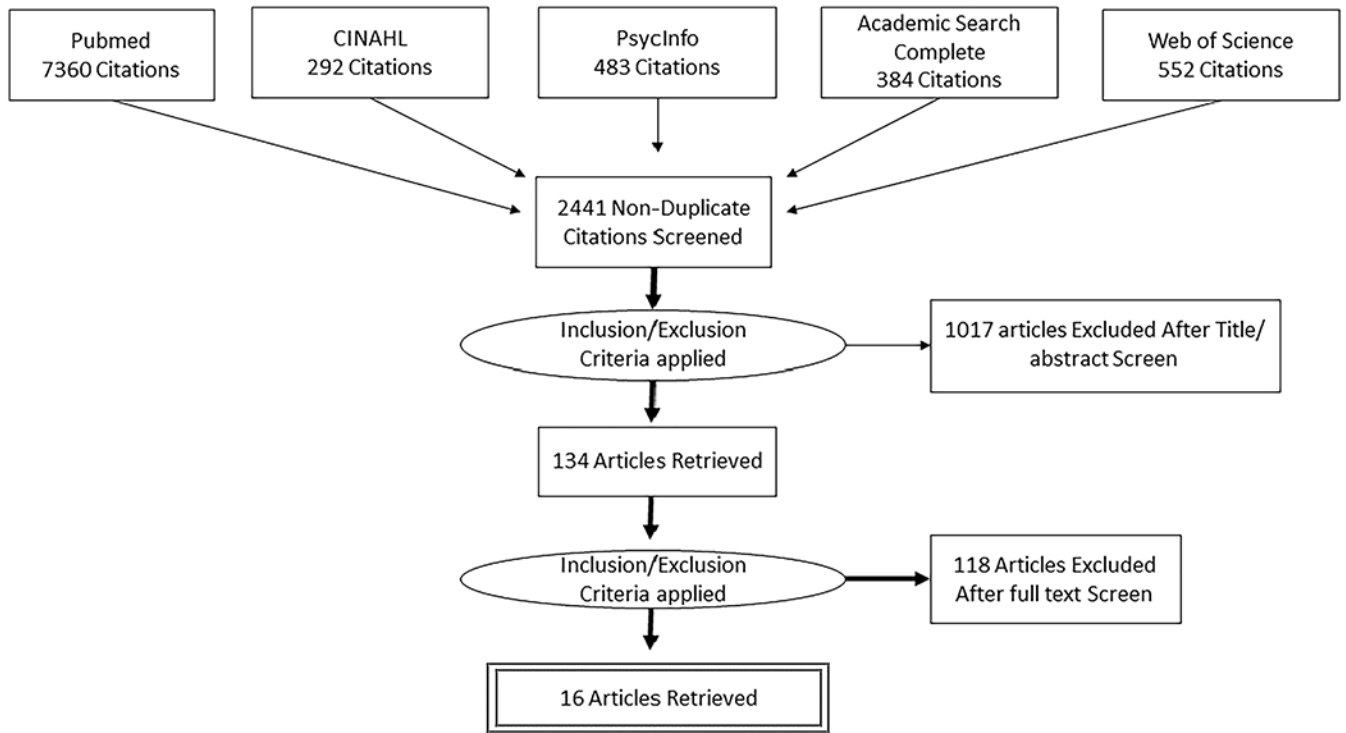 Pubmed
7360 Citations
CINAHL
292 Citations
PsycInfo
483 Citations
Academic Search
Complete
384 Citations
Web of Science
552 Citations
2441 Non-Duplicate
Citations Screened
Inclusion/Exclusion
Criteria applied
1017 articles Excluded After Title/
abstract Screen
134 Articles Retrieved
Inclusion/Exclusion
Criteria applied
118 Articles Excluded
After full text Screen
16 Articles Retrieved